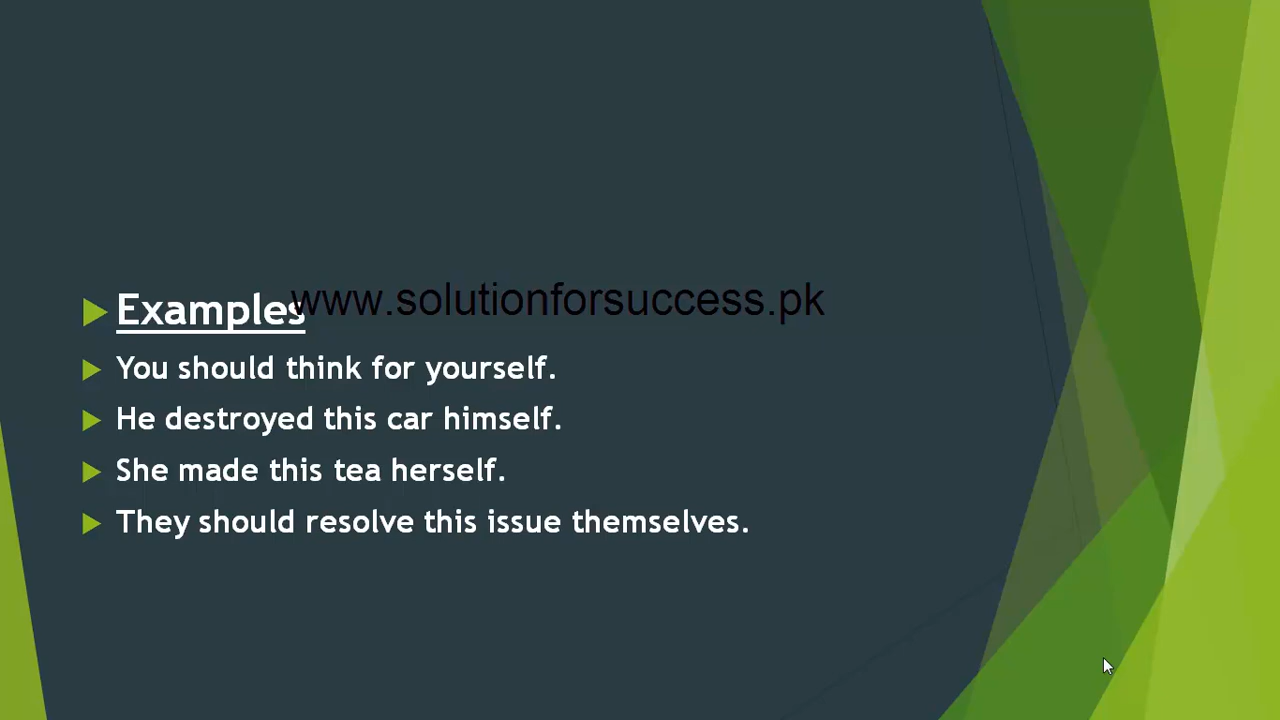 Examples
www.solutionforsuccess.pk
You should think for yourself.
He destroyed this car himself.
She made this tea herself.
They should resolve this issue themselves.